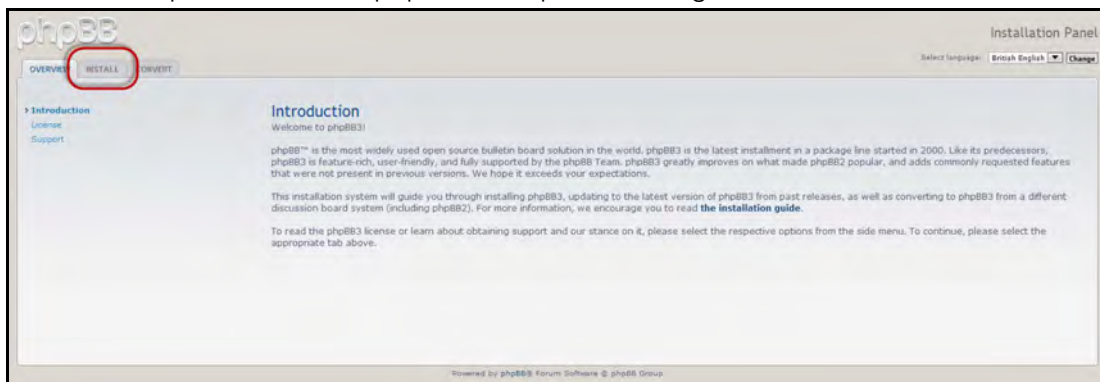 phpBB
Installation Panel
Select language: British English Change
OVERVIEW INSTALL CONVERT
Introduction
License
Support
Introduction
Welcome to phpBB3!
phpBB™ is the most widely used open source bulletin board solution in the world. phpBB3 is the latest installment in a package line started in 2000. Like its predecessors,
phpBB3 is feature-rich, user-friendly, and fully supported by the phpBB Team. phpBB3 greatly improves on what made phpBB2 popular, and adds commonly requested features
that were not present in previous versions. We hope it exceeds your expectations.
This installation system will guide you through installing phpBB3, updating to the latest version of phpBB3 from past releases, as well as converting to phpBB3 from a different
discussion board system (including phpBB2). For more information, we encourage you to read the installation guide.
To read the phpBB3 license or learn about obtaining support and our stance on it, please select the respective options from the side menu. To continue, please select the
appropriate tab above.
Powered by phpBB® Forum Software © phpBB Group